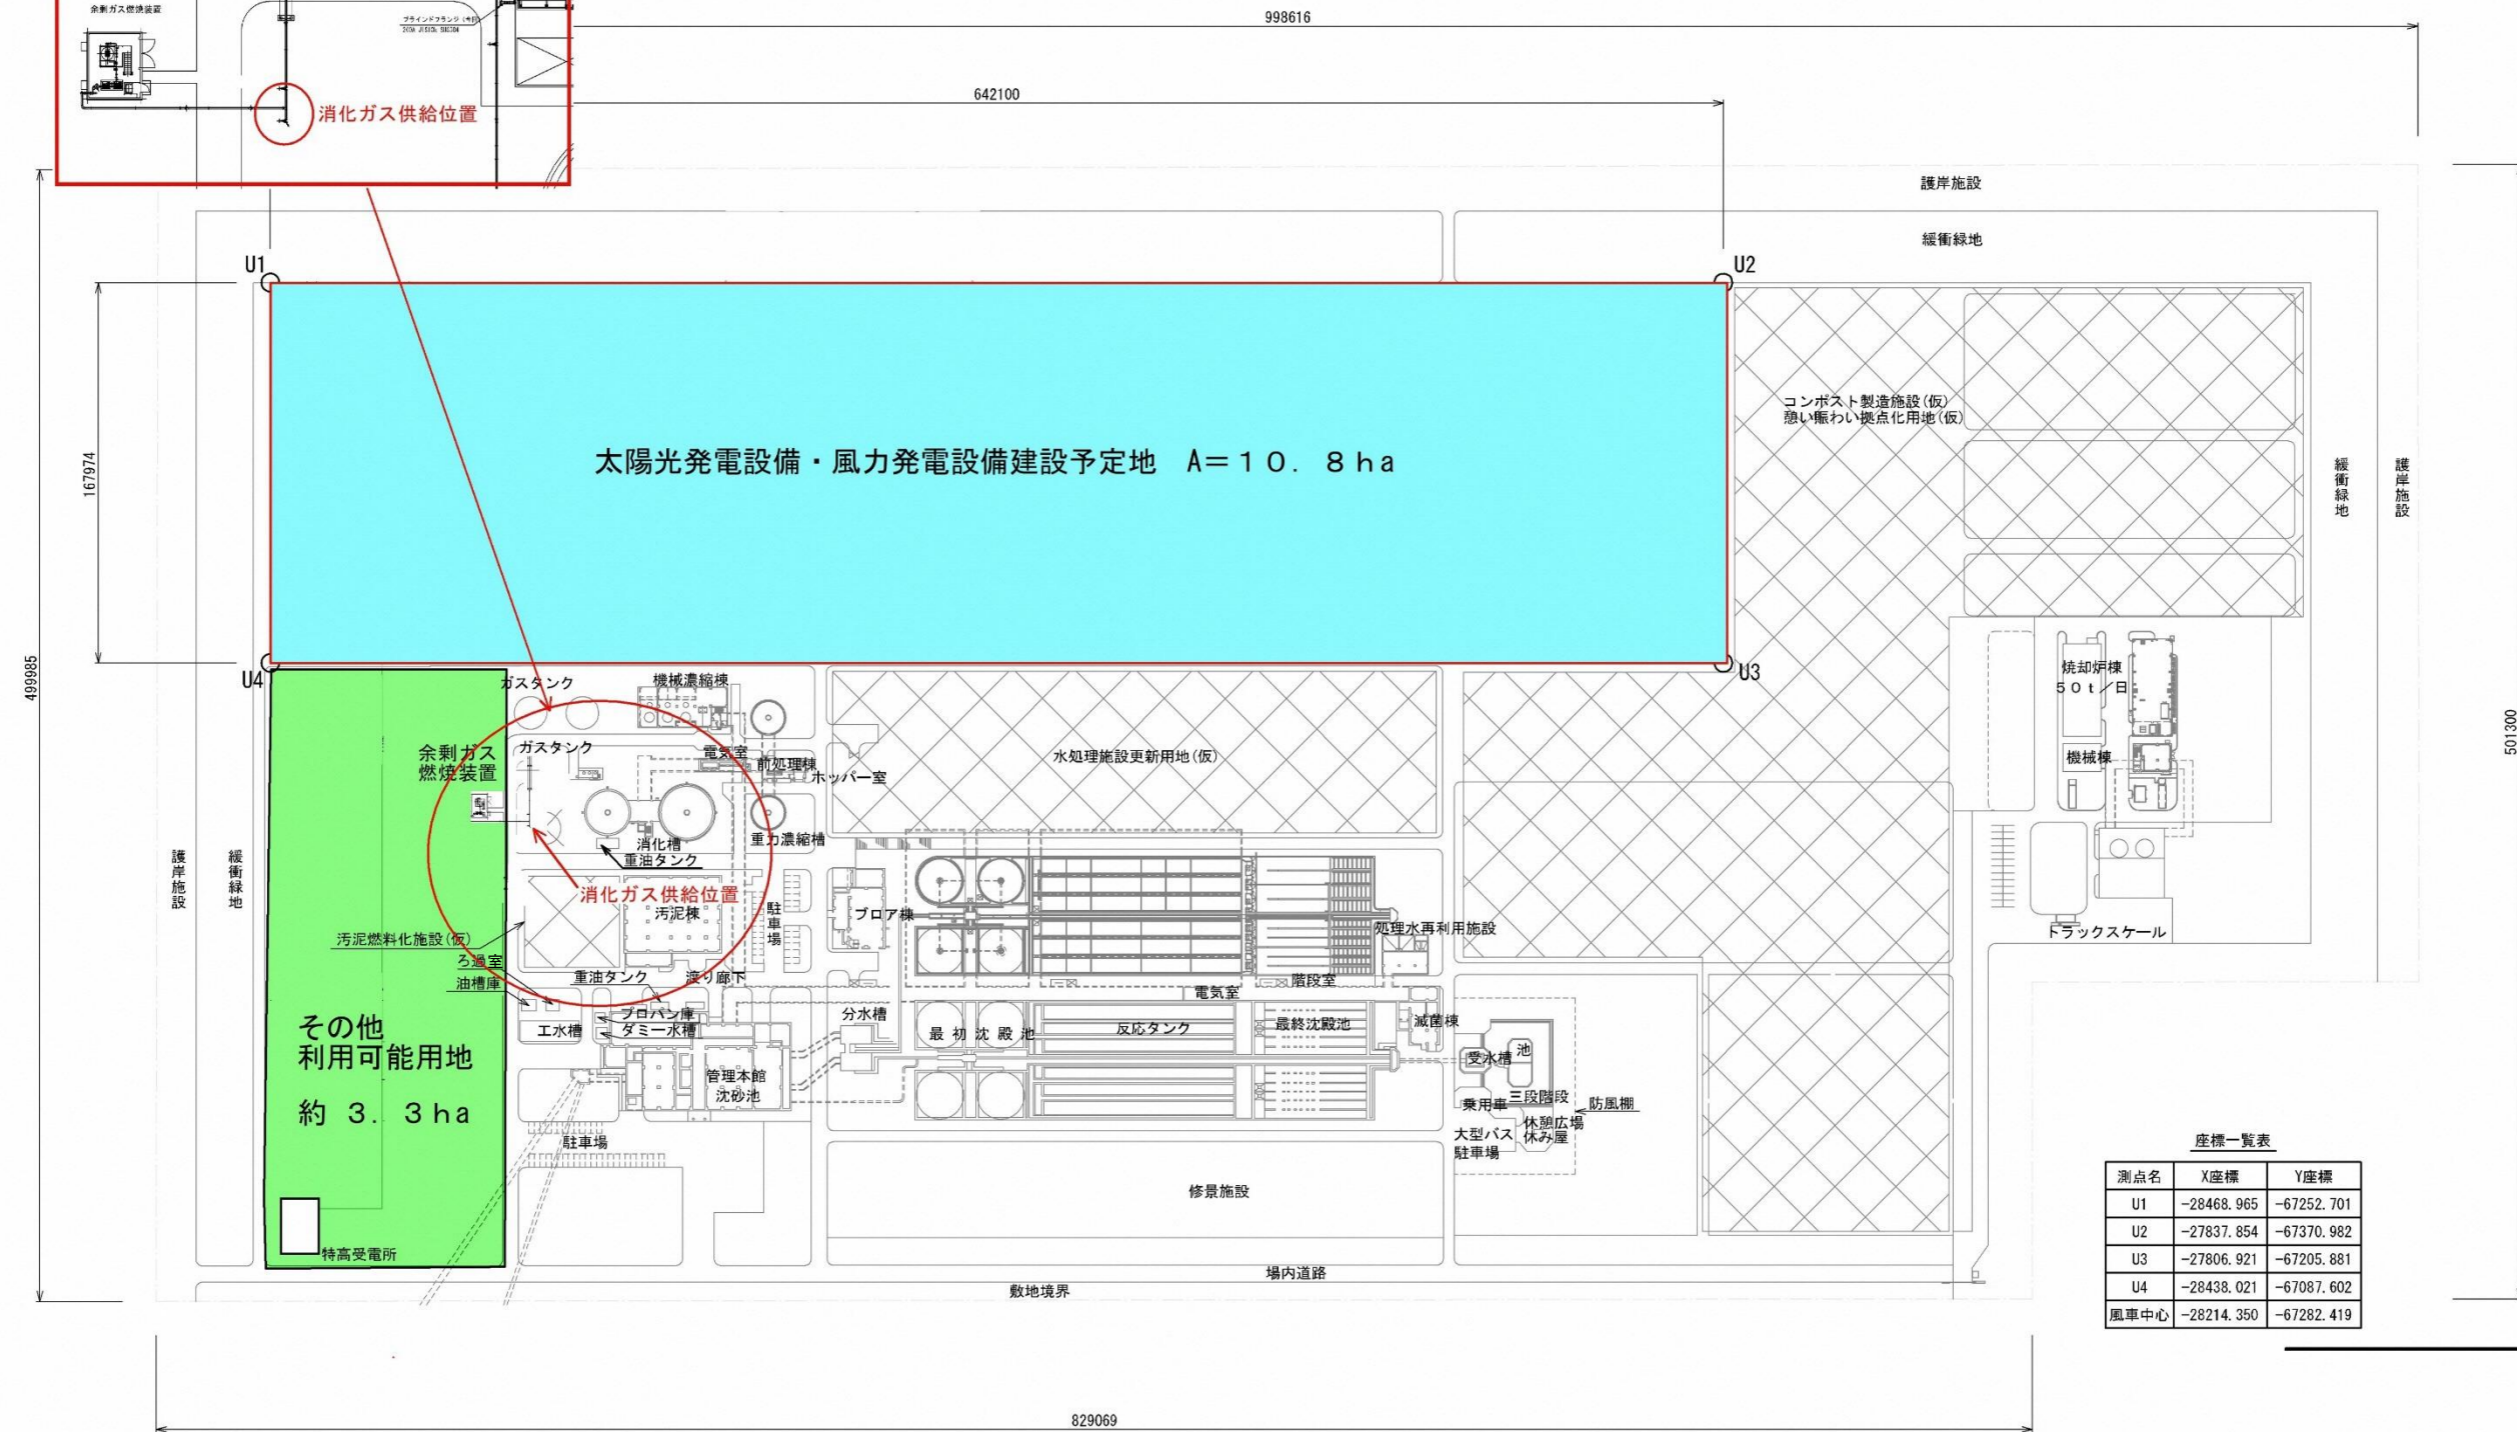 余剰ガス燃焼装置
ブラインドフランジ（今回）
消化ガス供給位置
998616
642100
護岸施設
緩衝緑地
U1
U2
167974
499985
太陽光発電設備・風力発電設備建設予定地　A＝１０．８ｈａ
コンポスト製造施設(仮)
憩い賑わい拠点化用地(仮)
緩衝緑地
護岸施設
U4
U3
ガスタンク
機械濃縮棟
焼却炉棟
５０ｔ／日
機械棟
501300
余剰ガス
燃焼装置
ガスタンク
電気室
前処理棟
ホッパー室
水処理施設更新用地(仮)
消化槽
重油タンク
重力濃縮槽
護岸施設
緩衝緑地
消化ガス供給位置
汚泥棟
駐車場
ブロア棟
処理水再利用施設
トラックスケール
汚泥燃料化施設(仮)
ろ過室
油槽庫
重油タンク
渡り廊下
階段室
電気室
プロパン庫
ダミー水槽
工水槽
分水槽
最初沈殿池
反応タンク
最終沈殿池
滅菌棟
その他
利用可能用地
約 ３．３ha
管理本館
沈砂池
受水槽
池
三段階段
乗用車
防風棚
休憩広場
大型バス
休み屋
駐車場
駐車場
修景施設
特高受電所
場内道路
敷地境界
座標一覧表
測点名 X座標 Y座標
U1 -28468.965 -67252.701
U2 -27837.854 -67370.982
U3 -27806.921 -67205.881
U4 -28438.021 -67087.602
風車中心 -28214.350 -67282.419
829069